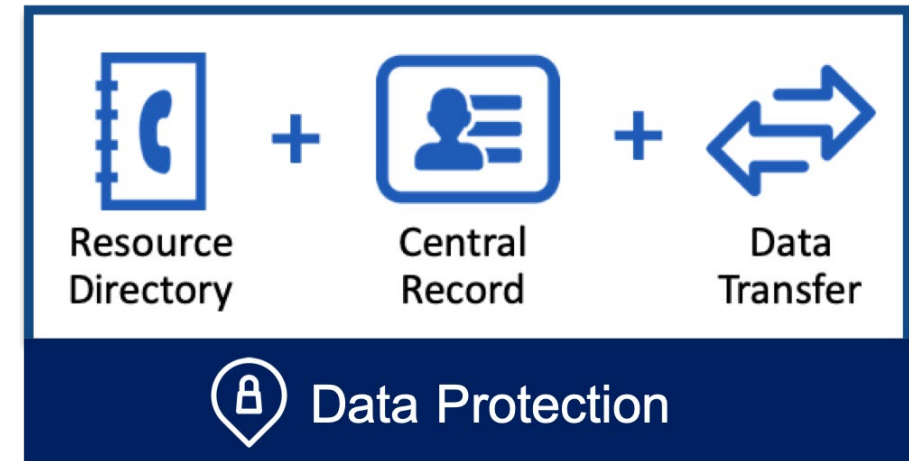 Resource
Directory
+
Central
Record
+
Data
Transfer
Data Protection